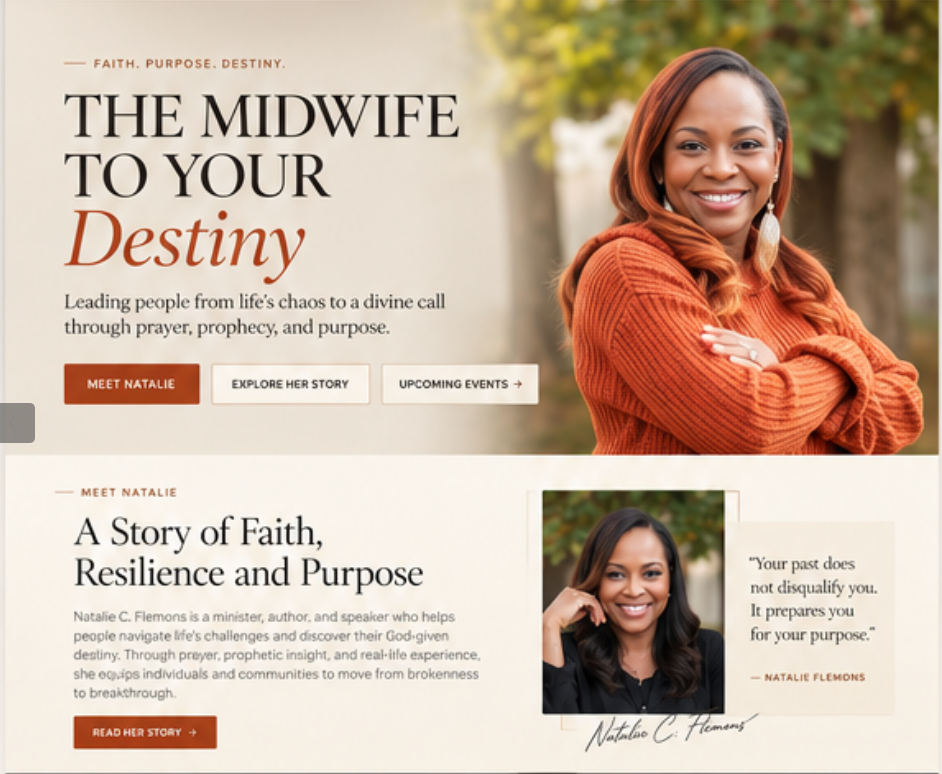 FAITH. PURPOSE. DESTINY.
THE MIDWIFE
TO YOUR
Destiny
Leading people from life's chaos to a divine call
through prayer, prophecy, and purpose.
MEET NATALIE
EXPLORE HER STORY
UPCOMING EVENTS →
MEET NATALIE
A Story of Faith,
Resilience and Purpose
Natalie C. Flemons is a minister, author, and speaker who helps
people navigate life's challenges and discover their God-given
destiny. Through prayer, prophetic insight, and real-life experience,
she equips individuals and communities to move from brokenness
to breakthrough.
READ HER STORY →
"Your past does
not disqualify you.
It prepares you
for your purpose."
— NATALIE FLEMONS
Natalie C. Flemons